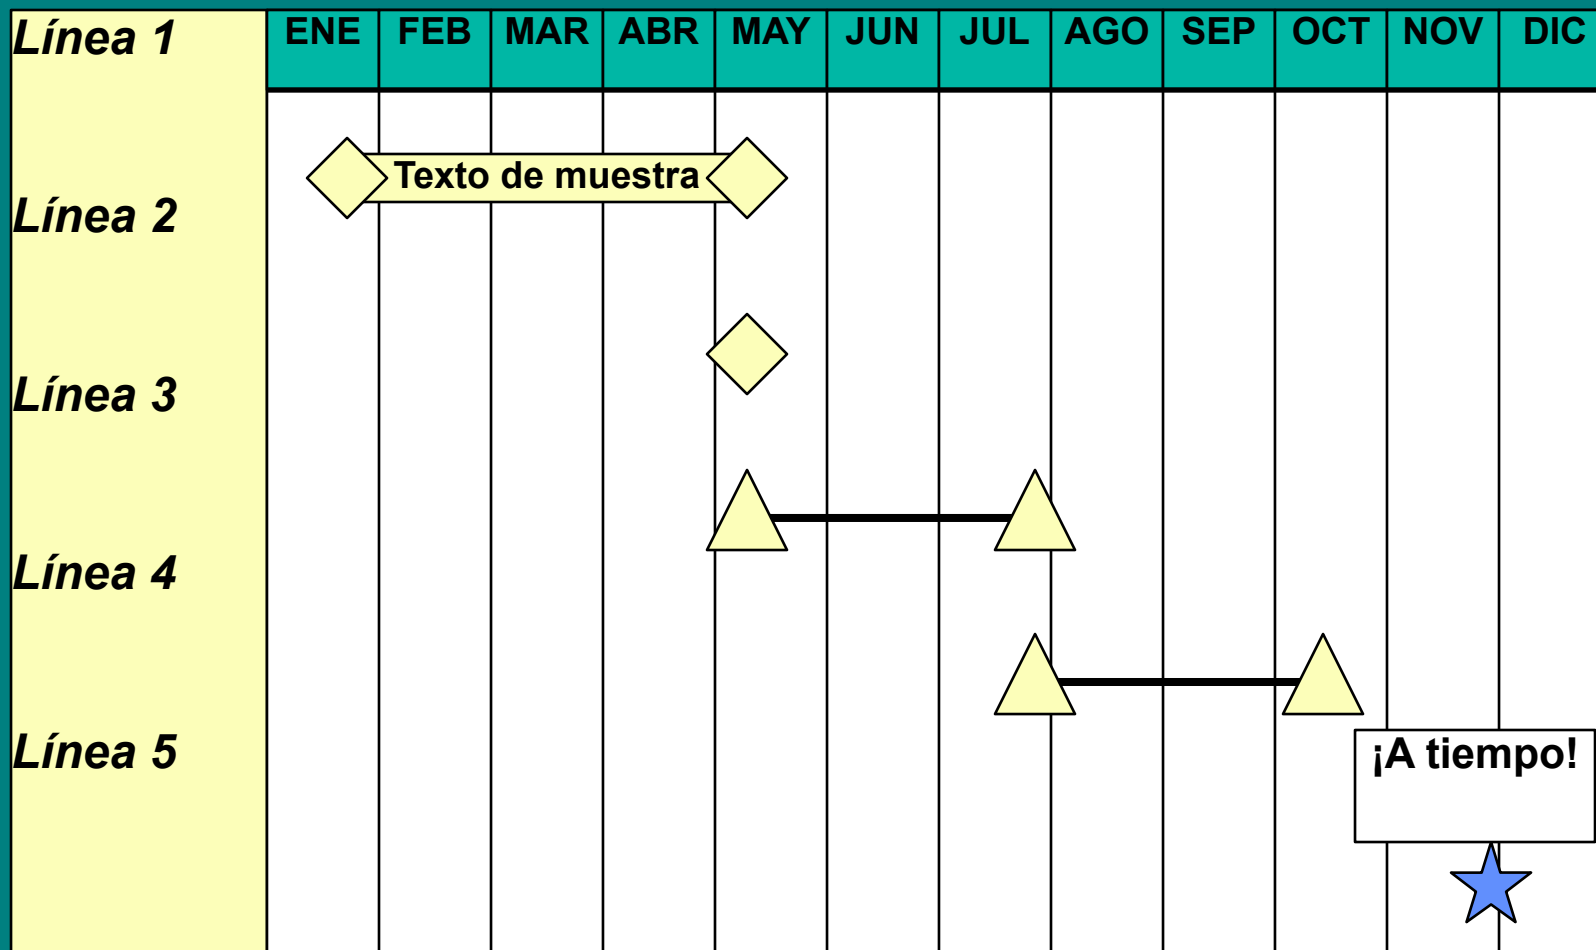 Línea 1
ENE FEB MAR ABR MAY JUN JUL AGO SEP OCT NOV DIC
Texto de muestra
Línea 2
Línea 3
Línea 4
Línea 5
¡A tiempo!